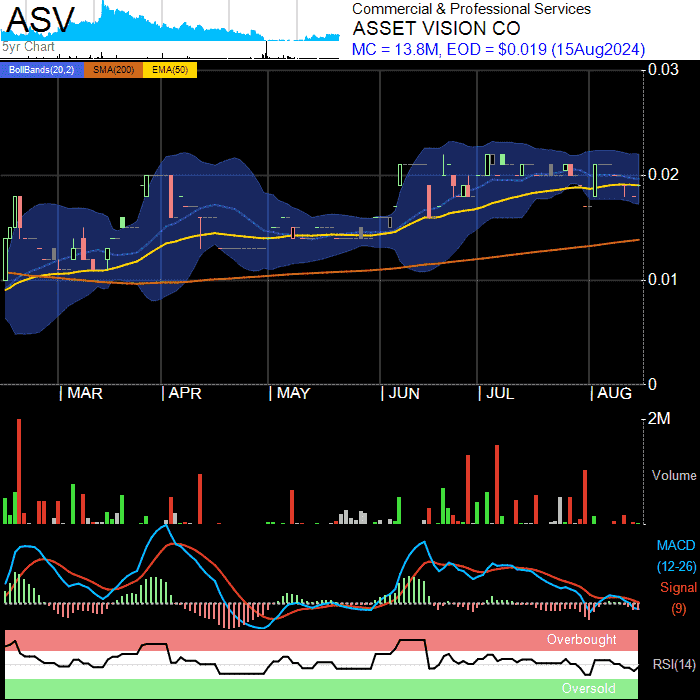 ASV
5yr Chart
Commercial & Professional Services
ASSET VISION CO
MC = 13.8M, EOD = $0.019 (15Aug2024)
BollBands(20,2) SMA(200) EMA(50)
0.03
0.02
0.01
0
MAR APR MAY JUN JUL AUG
2M
Volume
MACD
(12-26)
Signal
(9)
Overbought
RSI(14)
Oversold